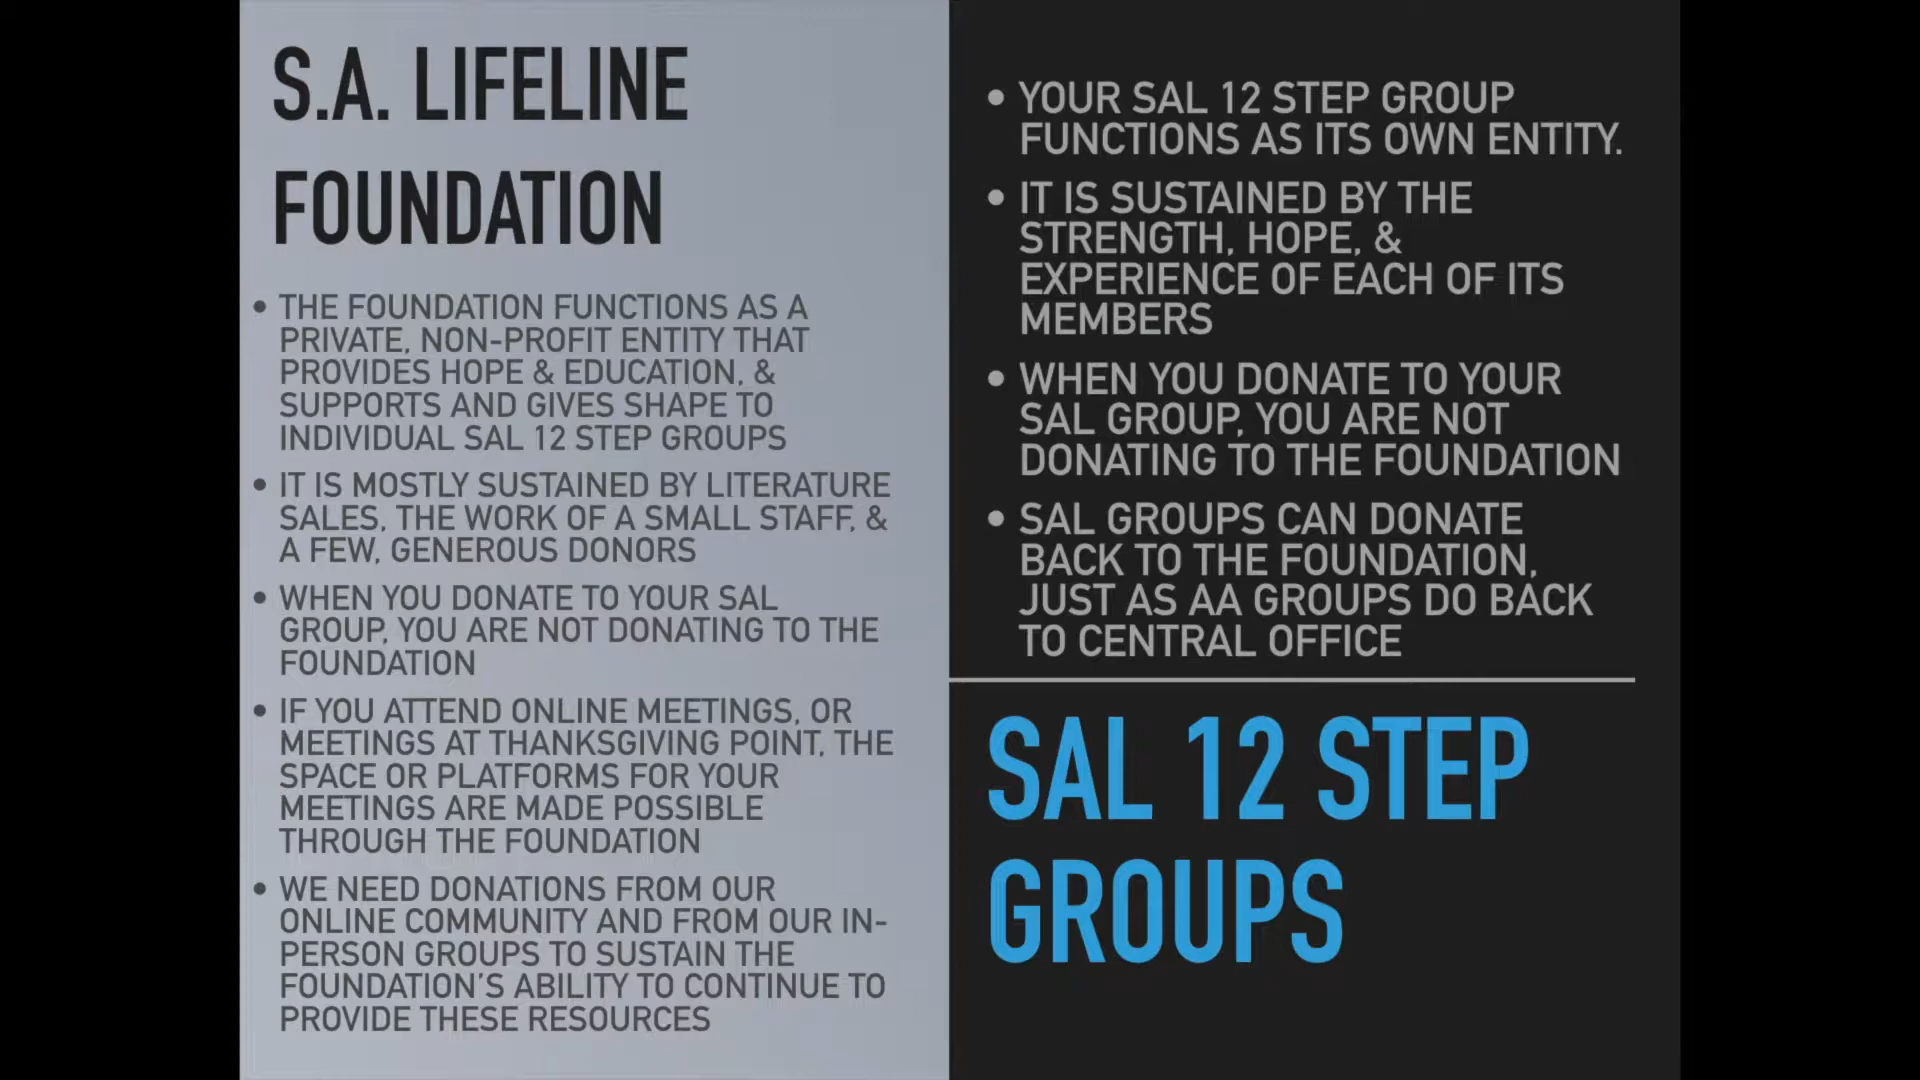 S.A. LIFELINE
FOUNDATION
• THE FOUNDATION FUNCTIONS AS A
PRIVATE, NON-PROFIT ENTITY THAT
PROVIDES HOPE & EDUCATION, &
SUPPORTS AND GIVES SHAPE TO
INDIVIDUAL SAL 12 STEP GROUPS
• IT IS MOSTLY SUSTAINED BY LITERATURE
SALES, THE WORK OF A SMALL STAFF, &
A FEW, GENEROUS DONORS
• WHEN YOU DONATE TO YOUR SAL
GROUP, YOU ARE NOT DONATING TO THE
FOUNDATION
• IF YOU ATTEND ONLINE MEETINGS, OR
MEETINGS AT THANKSGIVING POINT, THE
SPACE OR PLATFORMS FOR YOUR
MEETINGS ARE MADE POSSIBLE
THROUGH THE FOUNDATION
• WE NEED DONATIONS FROM OUR
ONLINE COMMUNITY AND FROM OUR IN-
PERSON GROUPS TO SUSTAIN THE
FOUNDATION'S ABILITY TO CONTINUE TO
PROVIDE THESE RESOURCES
• YOUR SAL 12 STEP GROUP
FUNCTIONS AS ITS OWN ENTITY.
• IT IS SUSTAINED BY THE
STRENGTH, HOPE, &
EXPERIENCE OF EACH OF ITS
MEMBERS
• WHEN YOU DONATE TO YOUR
SAL GROUP, YOU ARE NOT
DONATING TO THE FOUNDATION
• SAL GROUPS CAN DONATE
BACK TO THE FOUNDATION,
JUST AS AA GROUPS DO BACK
TO CENTRAL OFFICE
SAL 12 STEP
GROUPS